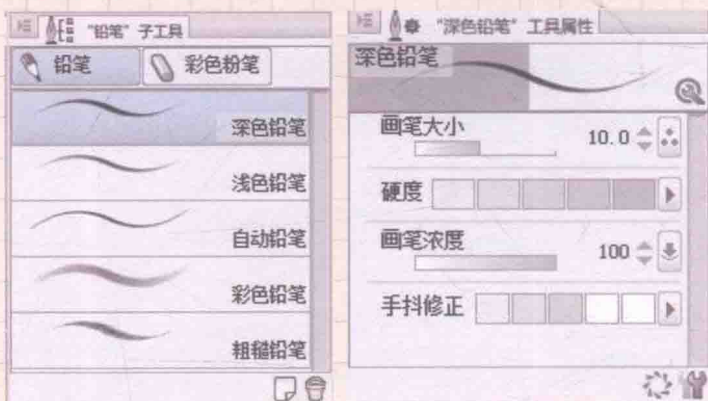 “铅笔”子工具
铅笔
彩色粉笔
深色铅笔
浅色铅笔
自动铅笔
彩色铅笔
粗糙铅笔
“深色铅笔”工具属性
深色铅笔
画笔大小 10.0
硬度
画笔浓度 100
手抖修正